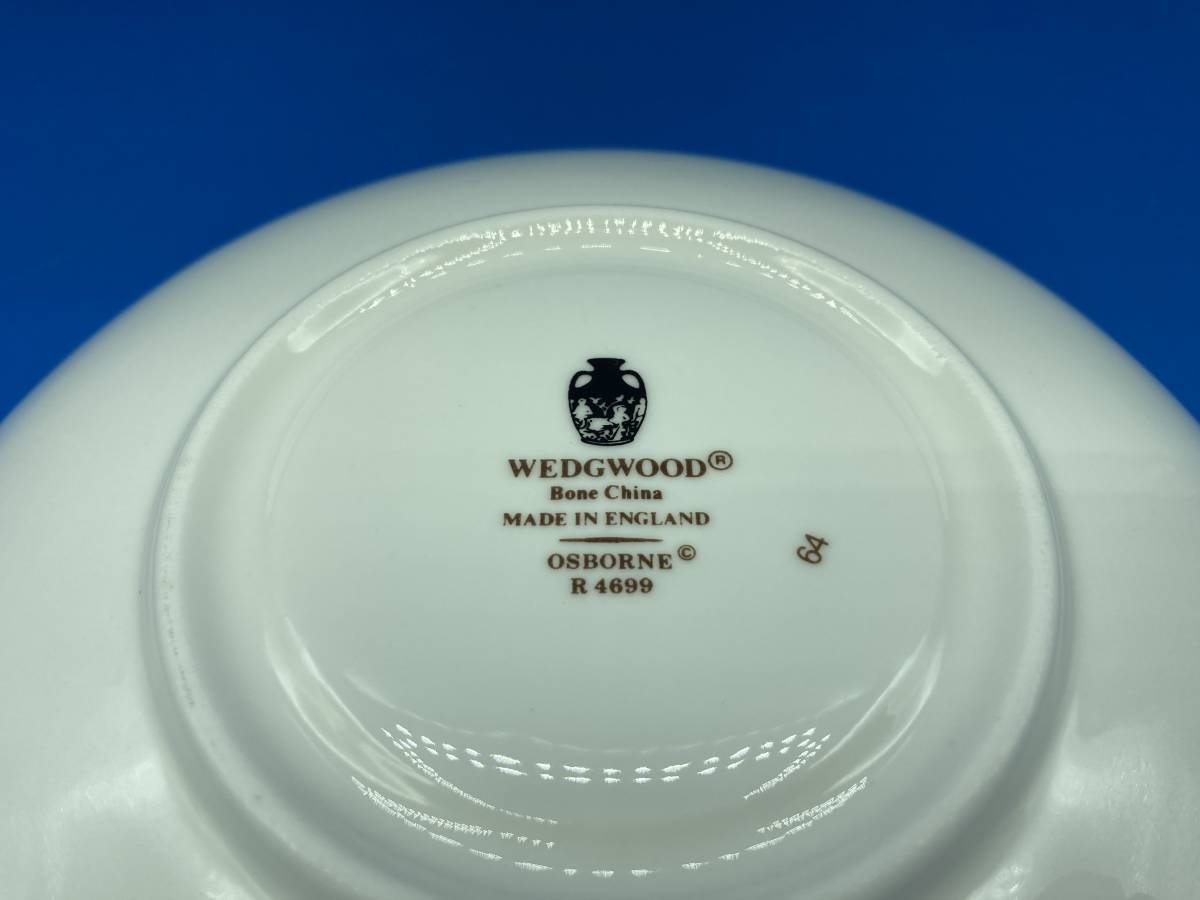 WEDGWOOD®
Bone China
MADE IN ENGLAND
OSBORNE©
R 4699
64